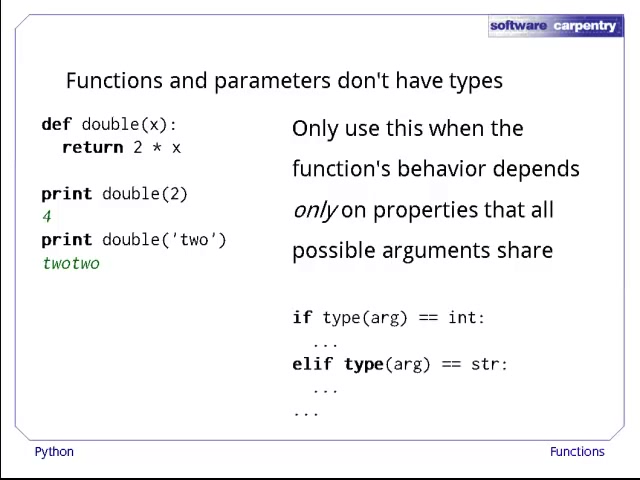 software carpentry
Functions and parameters don't have types
def double(x):
return 2 * x
print double(2)
4
print double('two')
twotwo
Only use this when the
function's behavior depends
only on properties that all
possible arguments share
if type(arg) == int:
...
elif type(arg) == str:
...
...
Python
Functions